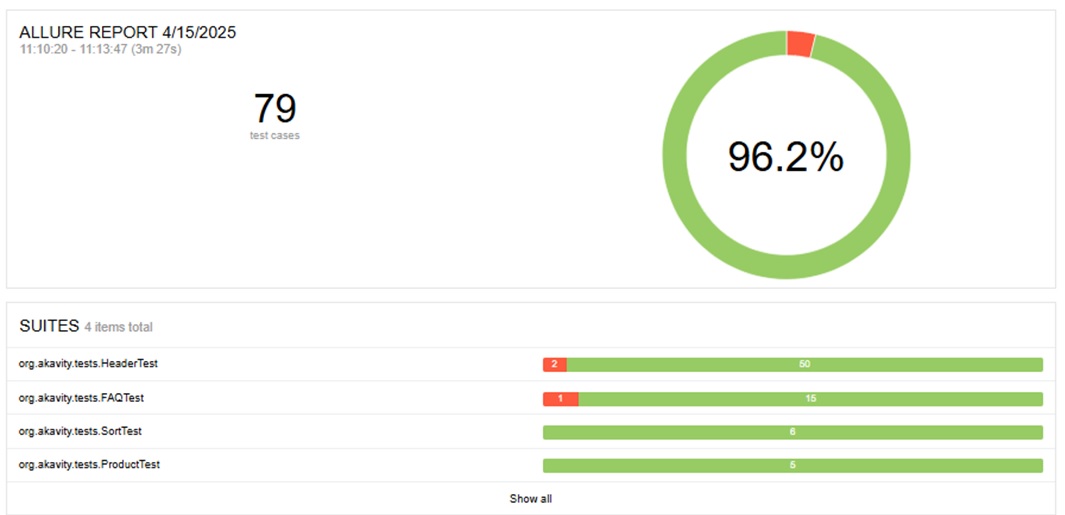 ALLURE REPORT 4/15/2025
11:10:20 - 11:13:47 (3m 27s)
79
test cases
96.2%
SUITES 4 items total
org.akavity.tests.HeaderTest 2 50
org.akavity.tests.FAQTest 1 15
org.akavity.tests.SortTest 6
org.akavity.tests.ProductTest 5
Show all